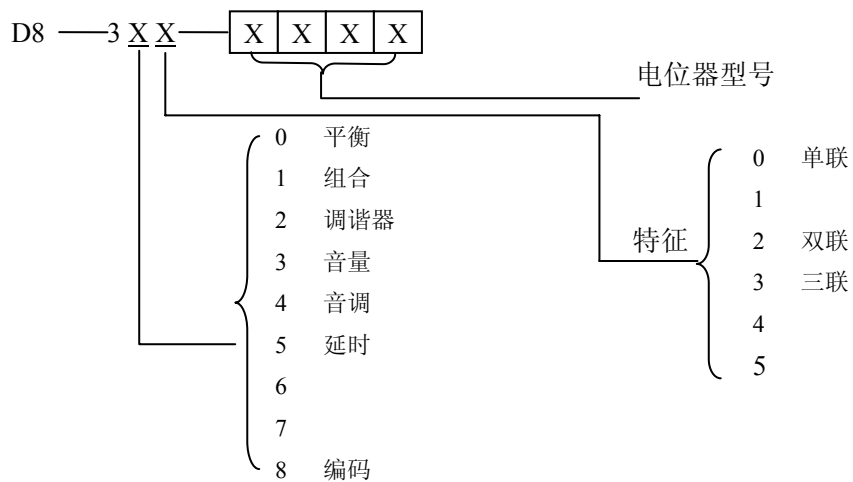 D8 3 X X X X X X
电位器型号
0 平衡
1 组合
2 调谐器
3 音量
4 音调
5 延时
6
7
8 编码
特征
0 单联
1
2 双联
3 三联
4
5